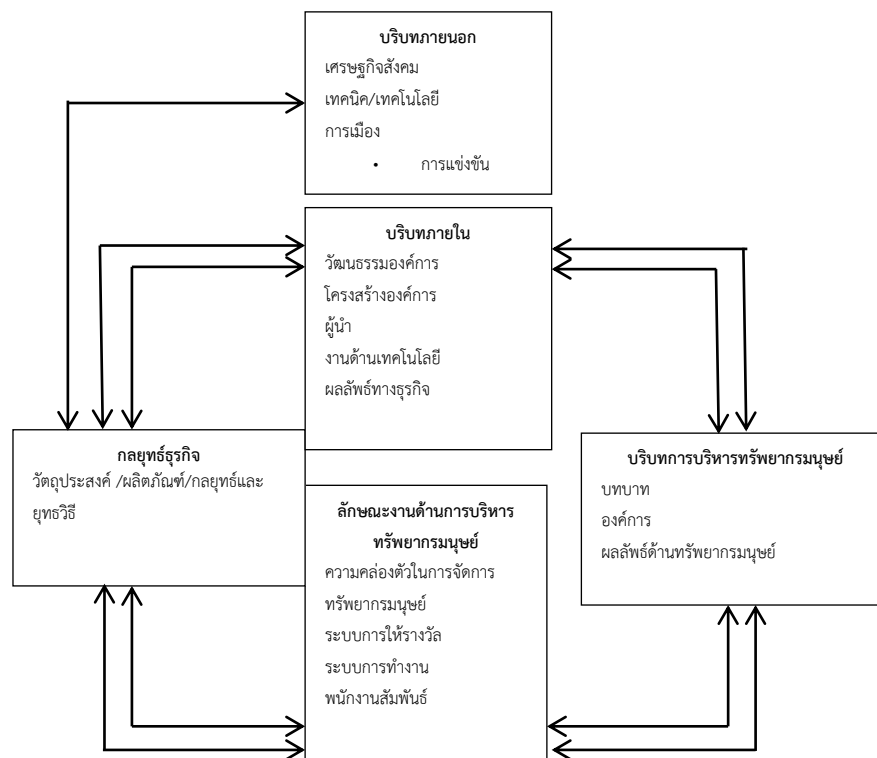 บริบทภายนอก
เศรษฐกิจสังคม
เทคนิค/เทคโนโลยี
การเมือง
• การแข่งขัน
บริบทภายใน
วัฒนธรรมองค์การ
โครงสร้างองค์การ
ผู้นำ
งานด้านเทคโนโลยี
ผลลัพธ์ทางธุรกิจ
กลยุทธ์ธุรกิจ
วัตถุประสงค์ /ผลิตภัณฑ์/กลยุทธ์และ
ยุทธวิธี
บริบทการบริหารทรัพยากรมนุษย์
บทบาท
องค์การ
ผลลัพธ์ด้านทรัพยากรมนุษย์
ลักษณะงานด้านการบริหาร
ทรัพยากรมนุษย์
ความคล่องตัวในการจัดการ
ทรัพยากรมนุษย์
ระบบการให้รางวัล
ระบบการทำงาน
พนักงานสัมพันธ์